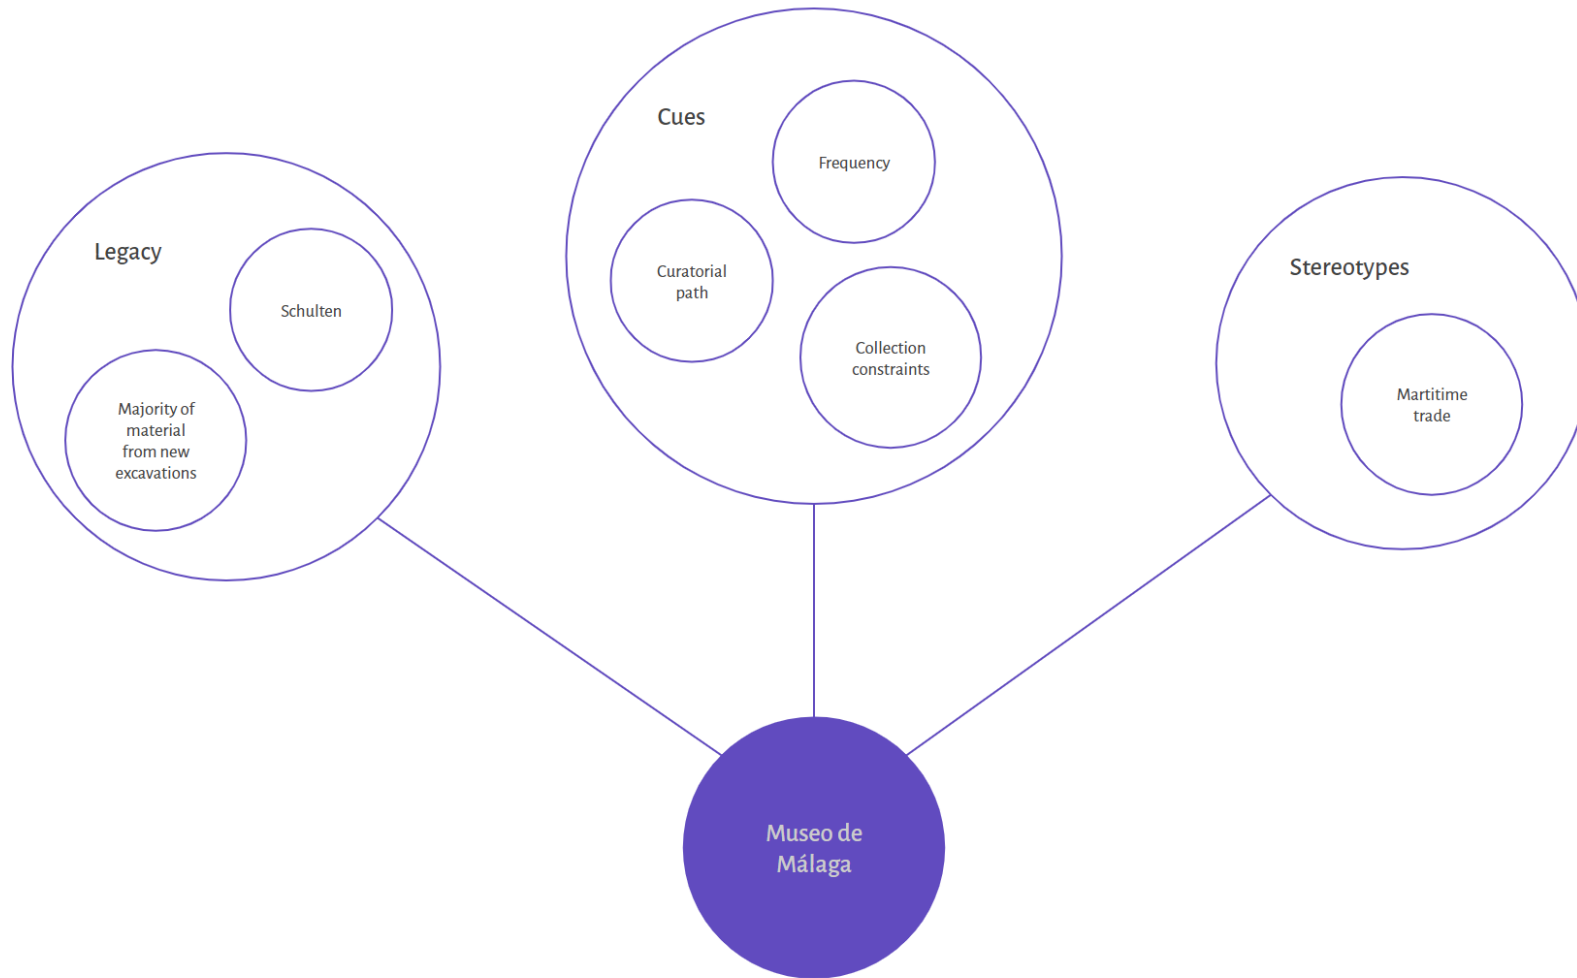 Legacy
Schulten
Majority of
material
from new
excavations
Cues
Frequency
Curatorial
path
Collection
constraints
Stereotypes
Martitime
trade
Museo de
Málaga